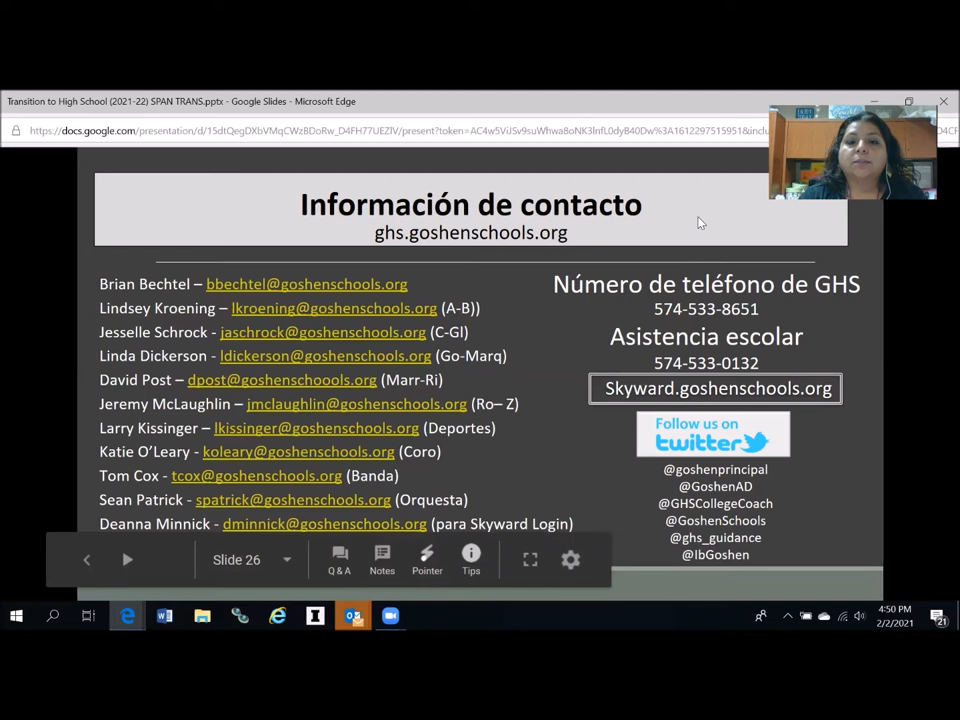 Transition to High School (2021-22) SPAN TRANS.pptx - Google Slides - Microsoft Edge
Información de contacto
ghs.goshenschools.org
Brian Bechtel – bbechtel@goshenschools.org
Lindsey Kroening – lkroening@goshenschools.org (A-B))
Jesselle Schrock - jaschrock@goshenschools.org (C-Gl)
Linda Dickerson - ldickerson@goshenschools.org (Go-Marq)
David Post – dpost@goshenschoools.org (Marr-Ri)
Jeremy McLaughlin – jmclaughlin@goshenschools.org (Ro– Z)
Larry Kissinger – lkissinger@goshenschools.org (Deportes)
Katie O'Leary - koleary@goshenschools.org (Coro)
Tom Cox - tcox@goshenschools.org (Banda)
Sean Patrick - spatrick@goshenschools.org (Orquesta)
Deanna Minnick - dminnick@goshenschools.org (para Skyward Login)
Número de teléfono de GHS
574-533-8651
Asistencia escolar
574-533-0132
Skyward.goshenschools.org
Follow us on
twitter
@goshenprincipal
@GoshenAD
@GHSCollegeCoach
@GoshenSchools
@ghs_guidance
@IbGoshen
Slide 26
Q & A
Notes
Pointer
Tips
4:50 PM
2/2/2021
21